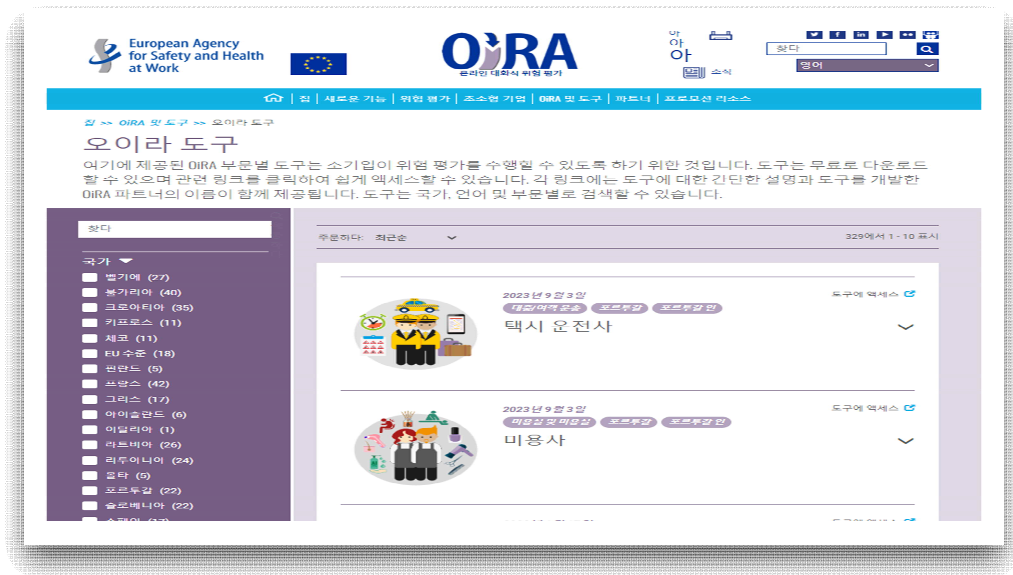 European Agency
for Safety and Health
at Work
OiRA
온라인 대화식 위험 평가
아
아
아
소식
찾다
영어
집 | 새로운 기능 | 위험 평가 | 초소형 기업 | OiRA 및 도구 | 파트너 | 프로모션 리소스
집 >> OiRA 및 도구 >> 오이라 도구
오이라 도구
여기에 제공된 OiRA 부문별 도구는 소기업이 위험 평가를 수행할 수 있도록 하기 위한 것입니다. 도구는 무료로 다운로드
할 수 있으며 관련 링크를 클릭하여 쉽게 액세스할 수 있습니다. 각 링크에는 도구에 대한 간단한 설명과 도구를 개발한
OiRA 파트너의 이름이 함께 제공됩니다. 도구는 국가, 언어 및 부문별로 검색할 수 있습니다.
찾다
국가
벨기에 (27)
불가리아 (40)
크로아티아 (35)
키프로스 (11)
체코 (11)
EU 수준 (18)
핀란드 (5)
프랑스 (42)
그리스 (17)
아이슬란드 (6)
이탈리아 (1)
라트비아 (26)
리투아니아 (24)
몰타 (5)
포르투갈 (22)
슬로베니아 (22)
주문하다: 최근순
329에서 1 - 10 표시
2023년 9월 3일
도구에 액세스
대륙/여객 운송 포르투갈 포르투갈 인
택시 운전사
2023년 9월 3일
도구에 액세스
미용실 및 미용실 포르투갈 포르투갈 인
미용사